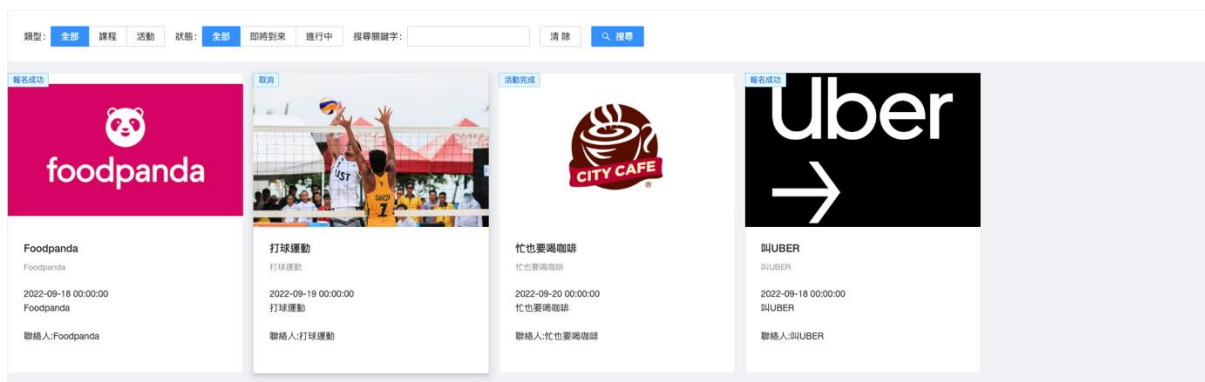 類型: 全部 課程 活動 狀態: 全部 即將到來 進行中 搜尋關鍵字: 清 除 搜尋
報名成功
foodpanda
Foodpanda
Foodpanda
2022-09-18 00:00:00
Foodpanda
聯絡人:Foodpanda
取消
UST
GARCIA
1
打球運動
打球運動
2022-09-19 00:00:00
打球運動
聯絡人:打球運動
活動完成
CITY CAFE
®
忙也要喝咖啡
忙也要喝咖啡
2022-09-20 00:00:00
忙也要喝咖啡
聯絡人:忙也要喝咖啡
報名成功
Uber
叫UBER
叫UBER
2022-09-18 00:00:00
叫UBER
聯絡人:叫UBER